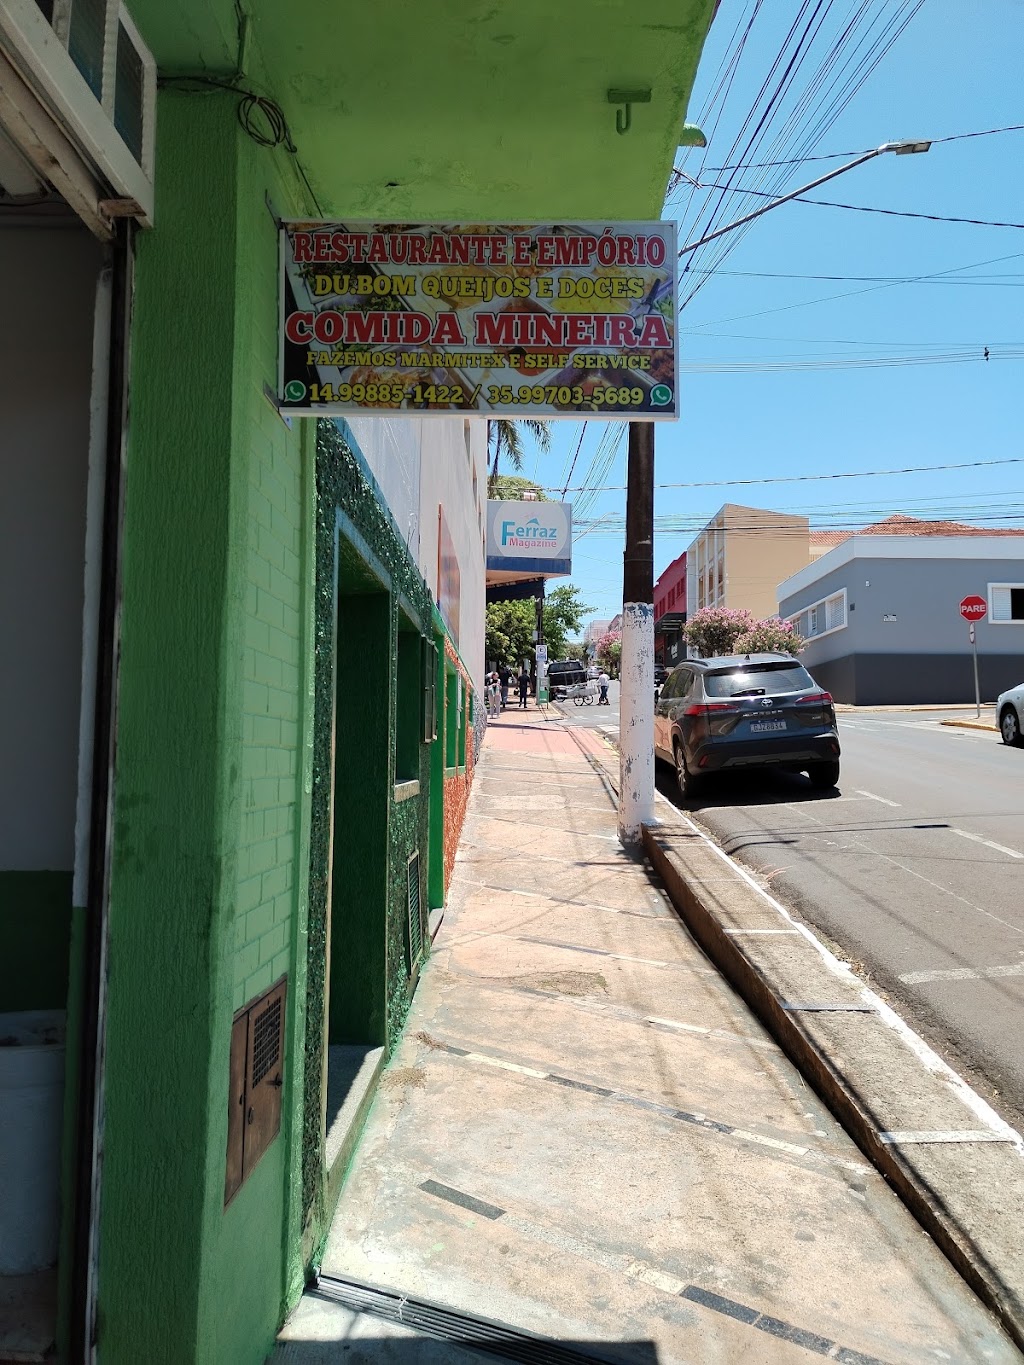 RESTAURANTE E EMPÓRIO
DU BOM QUEIJOS E DOCES
COMIDA MINEIRA
FAZEMOS MARMITEX E SELF SERVICE
14.99885-1422 / 35.99703-5689
Ferraz
Magazine
PARE